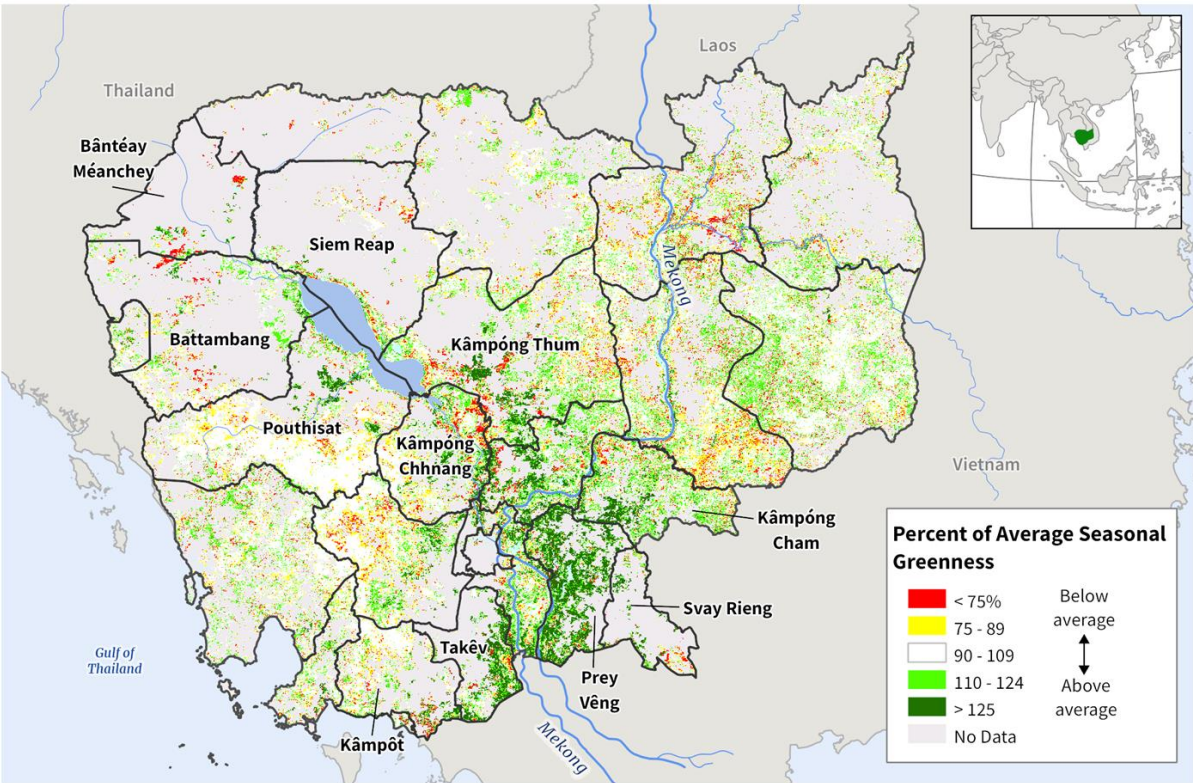 Laos
Thailand
Bântéay
Méanchey
Siem Reap
Mekong
Battambang
Kâmpóng Thum
Pouthisat
Kâmpóng
Chhnang
Vietnam
Kâmpóng
Cham
Svay Rieng
Takêv
Gulf of
Thailand
Prey
Vêng
Kâmpôt
Mekong
Percent of Average Seasonal
Greenness
< 75%
75 - 89
90 - 109
110 - 124
> 125
No Data
Below
average
Above
average